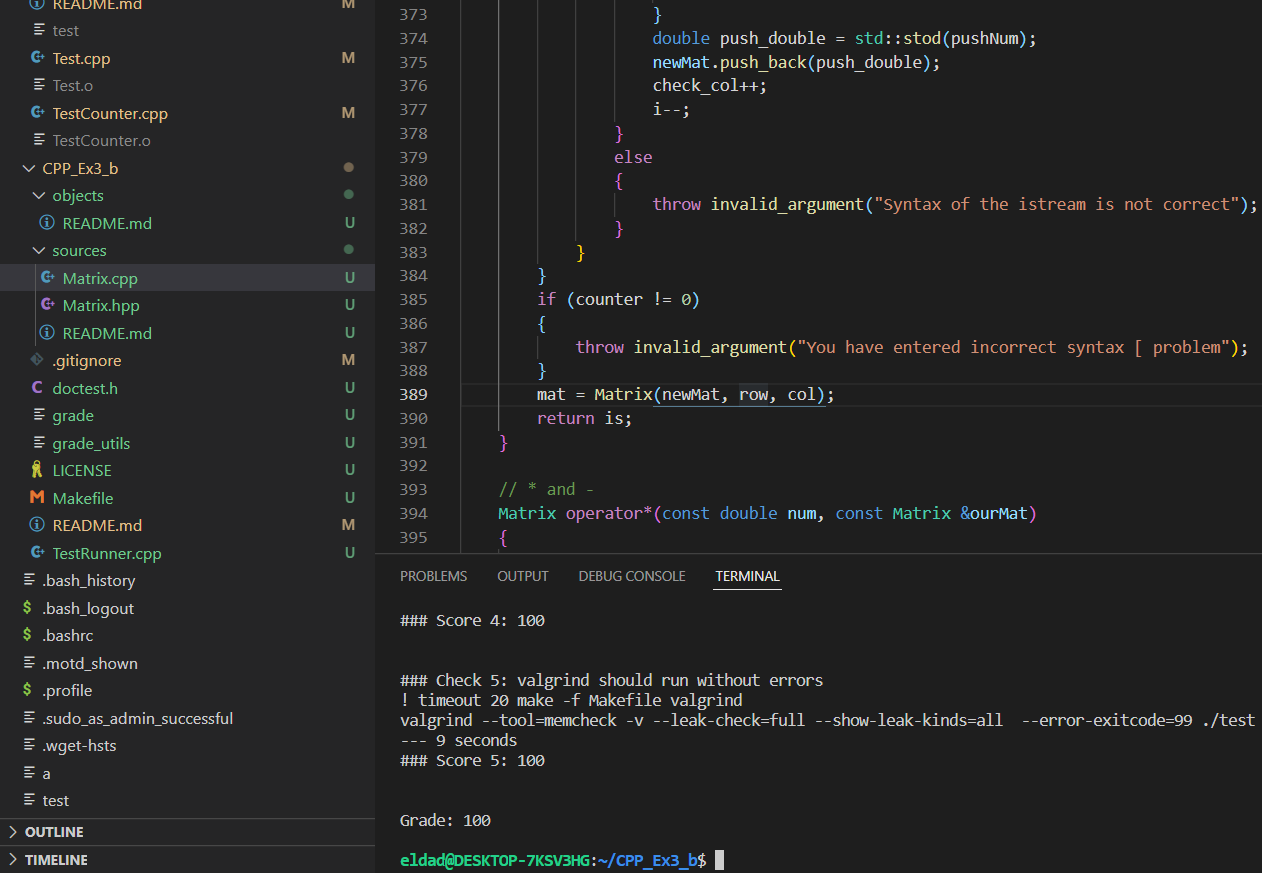 README.md M
test
Test.cpp M
Test.o
TestCounter.cpp M
TestCounter.o
CPP_Ex3_b
objects
README.md U
sources
Matrix.cpp U
Matrix.hpp U
README.md U
.gitignore M
doctest.h U
grade U
grade_utils U
LICENSE U
Makefile U
README.md M
TestRunner.cpp U
.bash_history
.bash_logout
.bashrc
.motd_shown
.profile
.sudo_as_admin_successful
.wget-hsts
a
test
OUTLINE
TIMELINE
373 }
374 double push_double = std::stod(pushNum);
375 newMat.push_back(push_double);
376 check_col++;
377 i--;
378 }
379 else
380 {
381 throw invalid_argument("Syntax of the istream is not correct");
382 }
383 }
384 }
385 if (counter != 0)
386 {
387 throw invalid_argument("You have entered incorrect syntax [ problem");
388 }
389 mat = Matrix(newMat, row, col);
390 return is;
391 }
392
393 // * and -
394 Matrix operator*(const double num, const Matrix &ourMat)
395 {
PROBLEMS OUTPUT DEBUG CONSOLE TERMINAL
### Score 4: 100
### Check 5: valgrind should run without errors
! timeout 20 make -f Makefile valgrind
valgrind --tool=memcheck -v --leak-check=full --show-leak-kinds=all  --error-exitcode=99 ./test
--- 9 seconds
### Score 5: 100
Grade: 100
eldad@DESKTOP-7KSV3HG:~/CPP_Ex3_b$